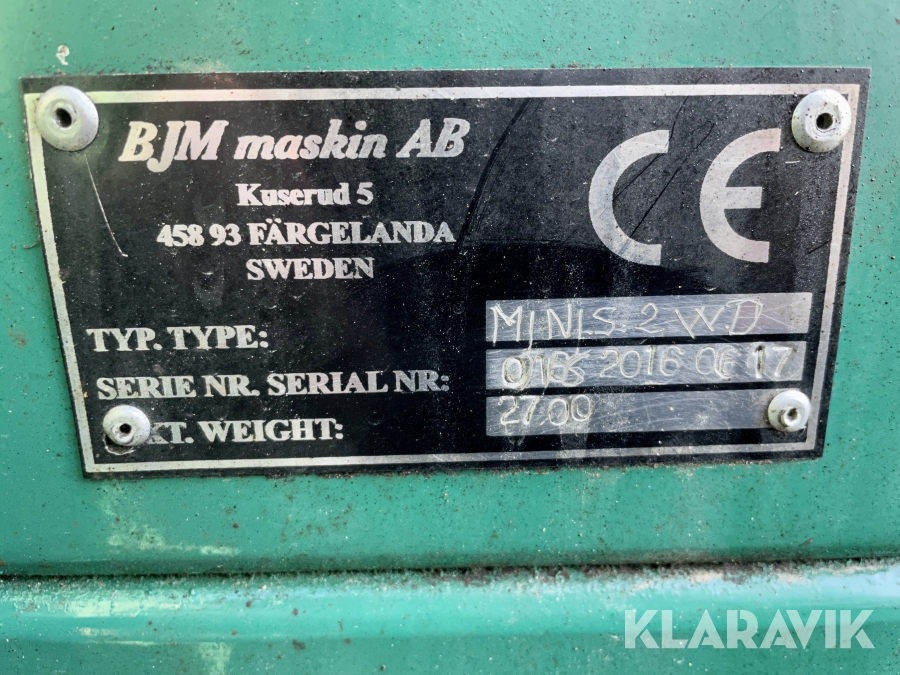 BJM maskin AB
Kuserud 5
458 93 FÄRGELANDA
SWEDEN
CE
TYP. TYPE: MINIS. 2 WD
SERIE NR. SERIAL NR: 2016 06 17
WEIGHT: 2700
KLARAVIK